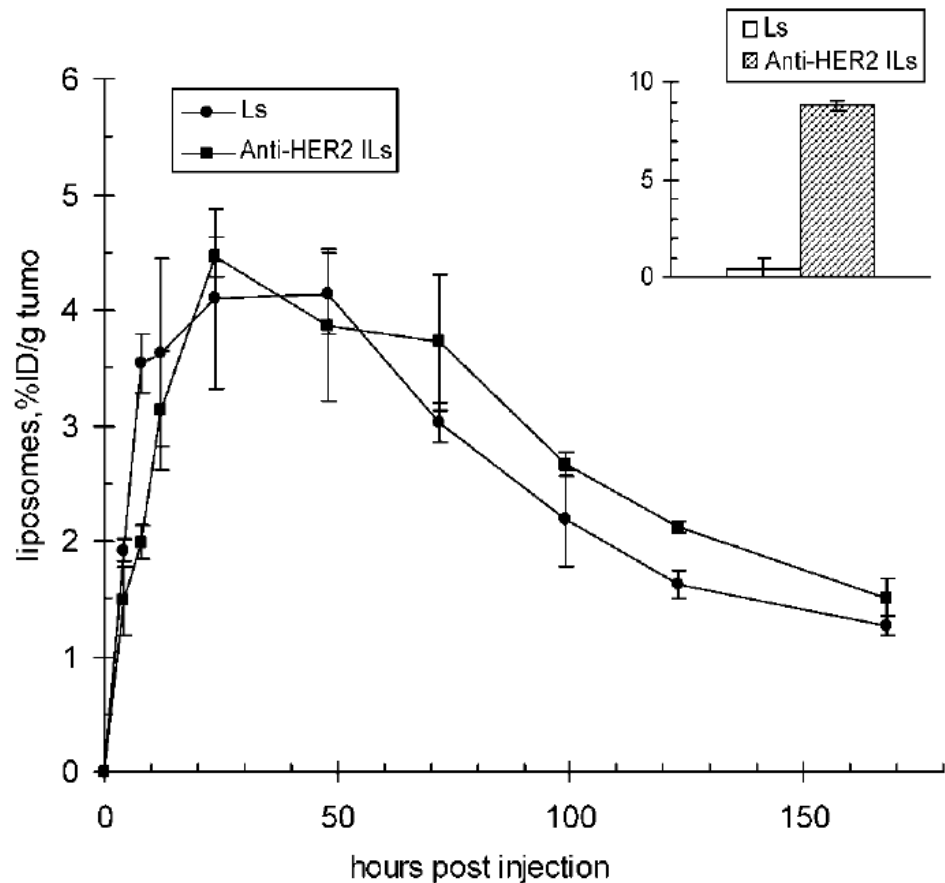 Ls
Anti-HER2 ILs
10
5
0
Ls
Anti-HER2 ILs
6
5
4
3
2
1
0
liposomes, %ID/g tumo
0
50
100
150
hours post injection